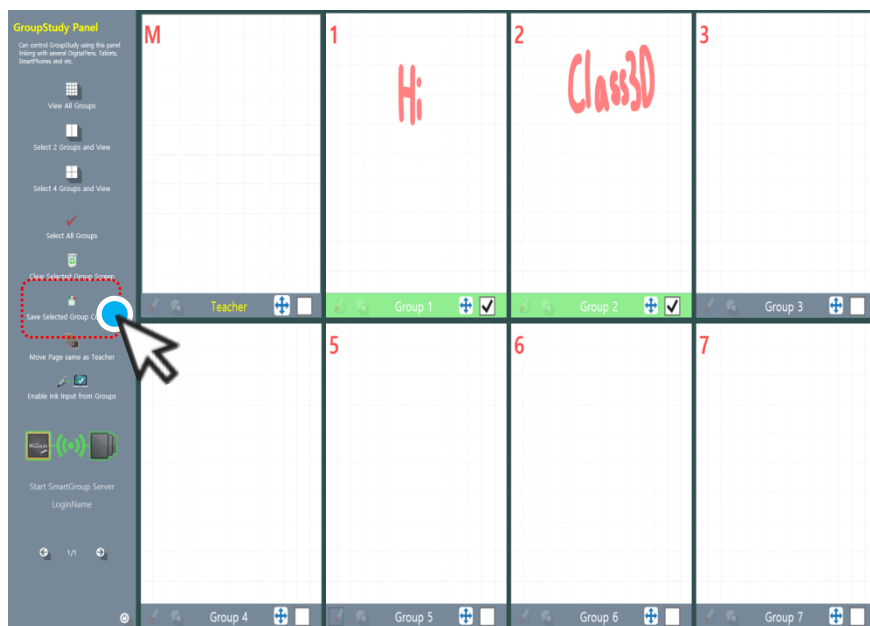 GroupStudy Panel
Can control GroupStudy using this panel
linking with several DigitalPens, Tablets,
SmartPhones and etc.
View All Groups
Select 2 Groups and View
Select 4 Groups and View
Select All Groups
Clear Selected Group Screen
Save Selected Group
Move Page same as Teacher
Enable Ink Input from Groups
Start SmartGroup Server
LoginName
1/1
M
Teacher
1
Hi
Group 1
2
Class3D
Group 2
3
Group 3
Group 4
5
Group 5
6
Group 6
7
Group 7